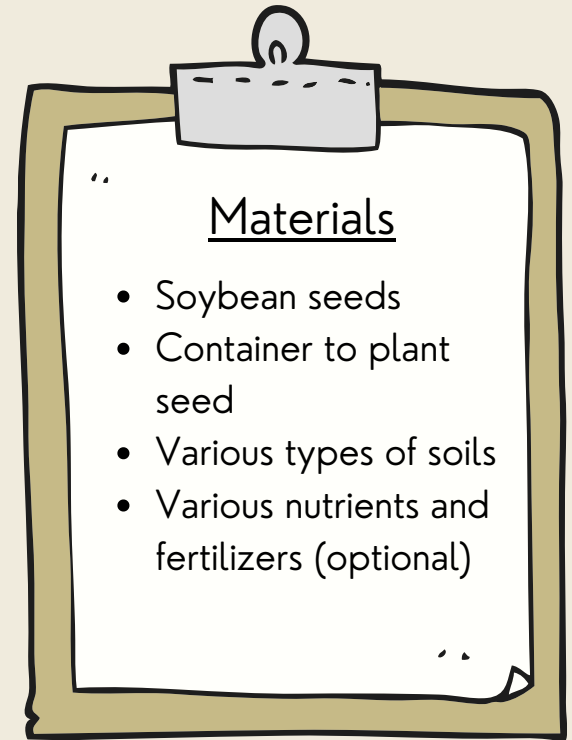 Materials
• Soybean seeds
• Container to plant
seed
• Various types of soils
• Various nutrients and
fertilizers (optional)